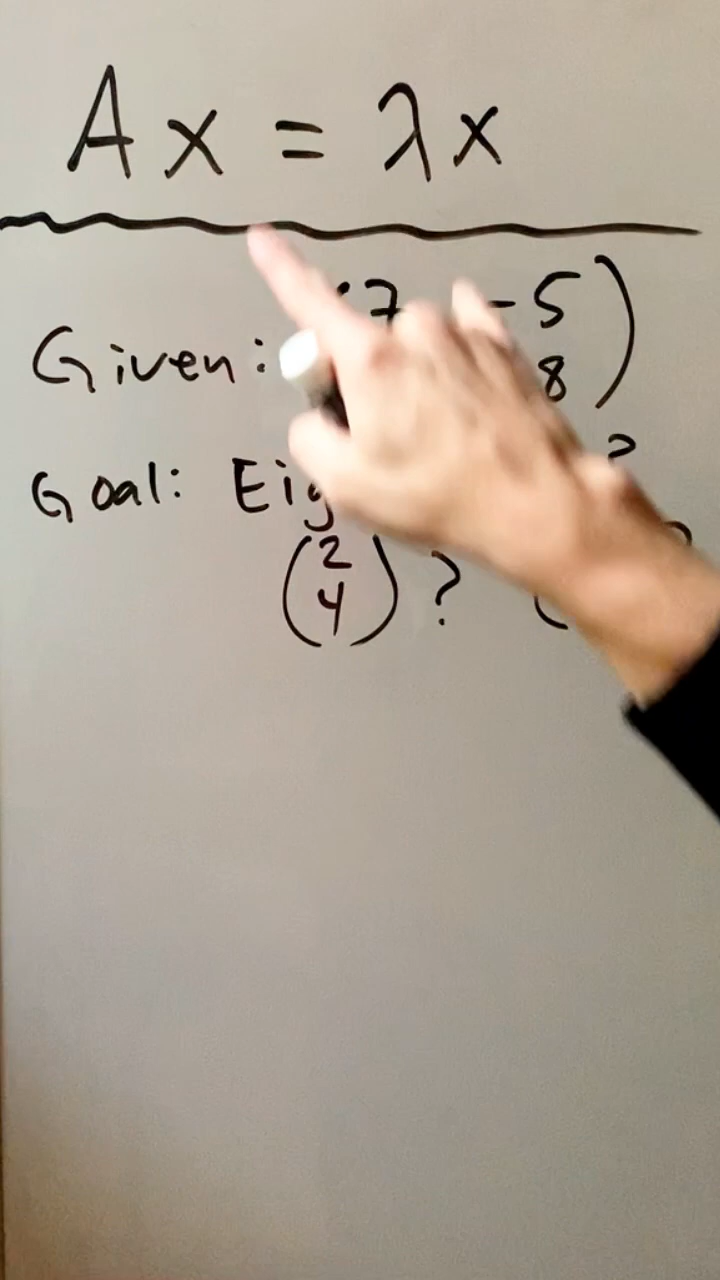 Ax = λx
Given: (7 -5)
8)
Goal: Eig ?
(2 4) ? (